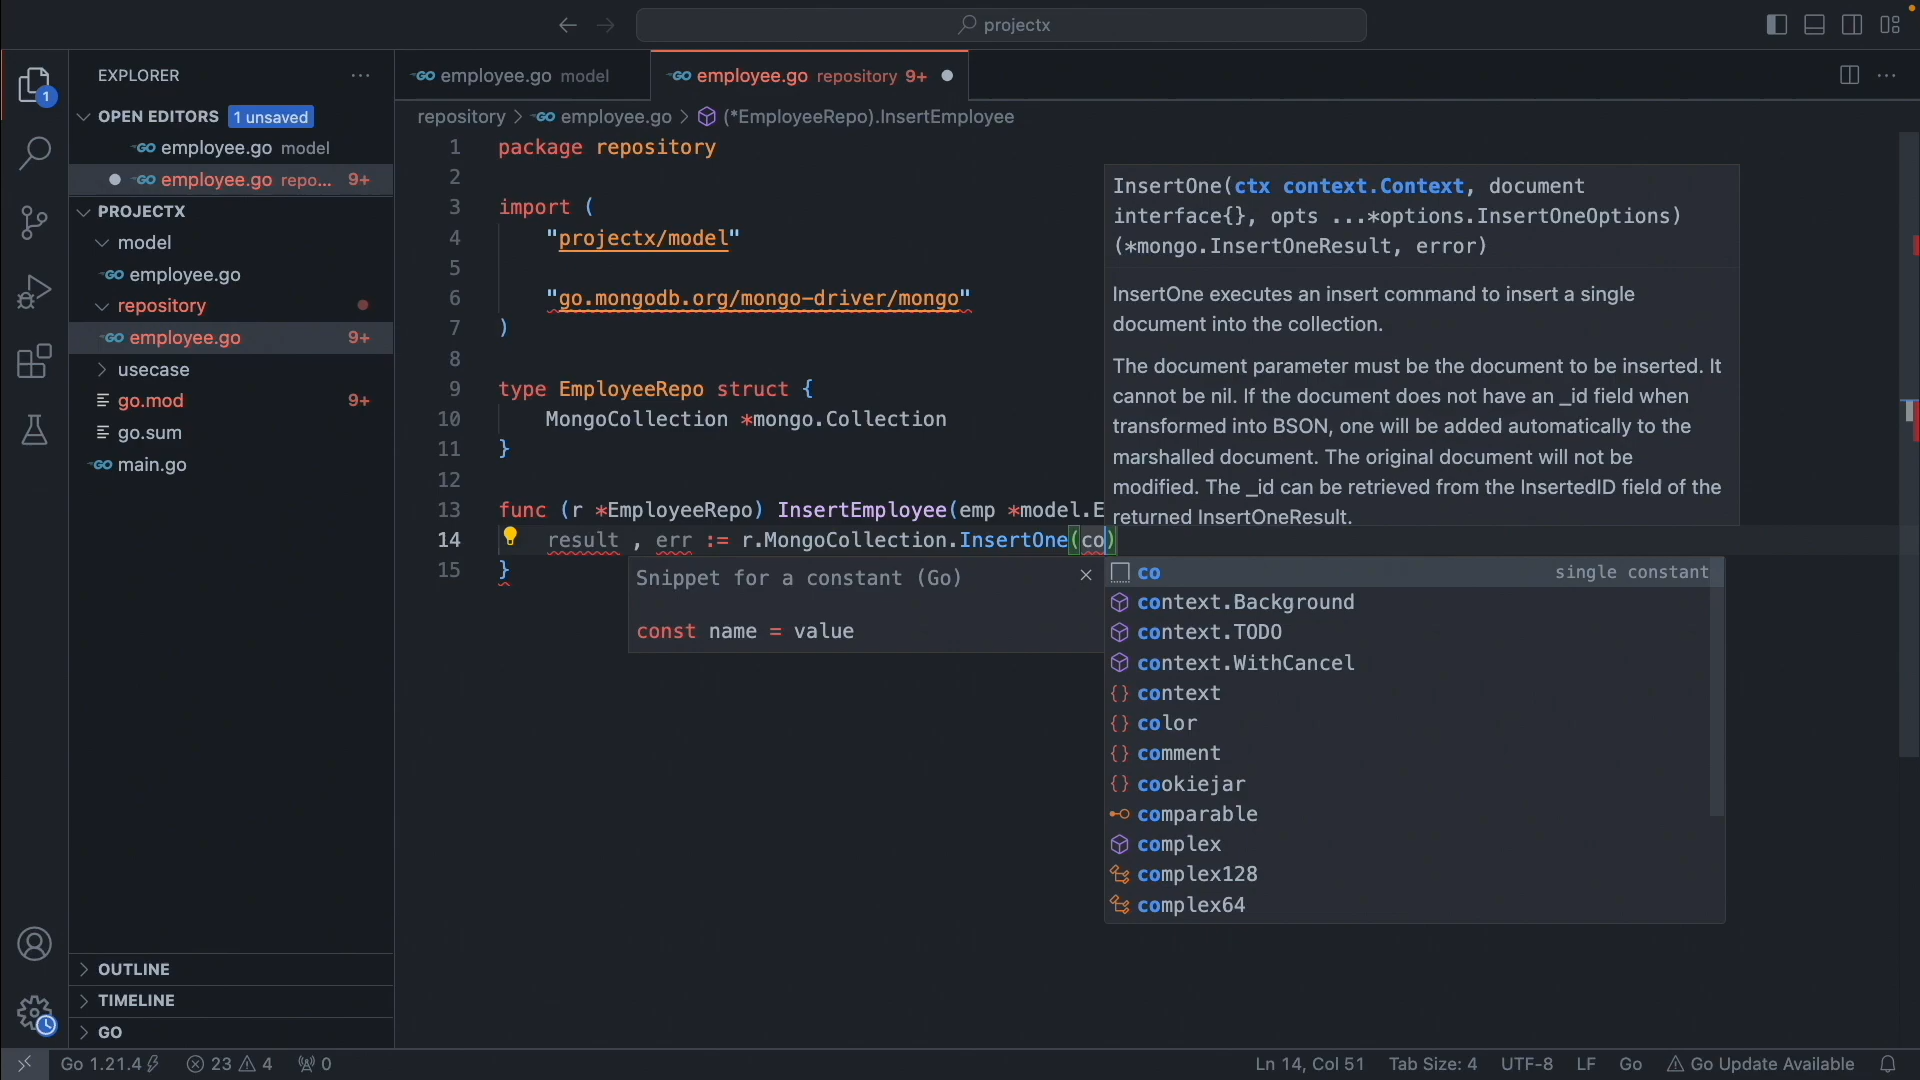 projectx
EXPLORER
OPEN EDITORS 1 unsaved
employee.go model
employee.go repo... 9+
PROJECTX
model
employee.go
repository
employee.go 9+
usecase
go.mod 9+
go.sum
main.go
OUTLINE
TIMELINE
GO
employee.go model
employee.go repository 9+
repository > employee.go > (*EmployeeRepo).InsertEmployee
1 package repository
2
3 import (
4 "projectx/model"
5
6 "go.mongodb.org/mongo-driver/mongo"
7 )
8
9 type EmployeeRepo struct {
10 MongoCollection *mongo.Collection
11 }
12
13 func (r *EmployeeRepo) InsertEmployee(emp *model.E
14 result , err := r.MongoCollection.InsertOne(co)
15 }
InsertOne(ctx context.Context, document
interface{}, opts ...*options.InsertOneOptions)
(*mongo.InsertOneResult, error)
InsertOne executes an insert command to insert a single
document into the collection.
The document parameter must be the document to be inserted. It
cannot be nil. If the document does not have an _id field when
transformed into BSON, one will be added automatically to the
marshalled document. The original document will not be
modified. The _id can be retrieved from the InsertedID field of the
returned InsertOneResult.
Snippet for a constant (Go)
const name = value
co single constant
context.Background
context.TODO
context.WithCancel
context
color
comment
cookiejar
comparable
complex
complex128
complex64
1
Go 1.21.4 23 4 0
Ln 14, Col 51 Tab Size: 4 UTF-8 LF Go Go Update Available